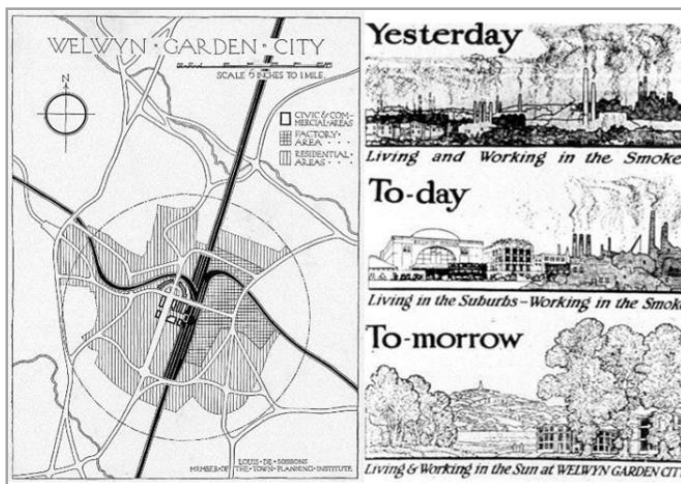 WELWYN · GARDEN · CITY
SCALE 6 INCHES TO 1 MILE.
N
CIVIC & COM-
MERCIAL · AREAS
FACTORY ·
AREA · · ·
RESIDENTIAL ·
AREAS · · ·
LOUIS · DE · SOISSONS
MEMBER OF THE · TOWN · PLANNING · INSTITUTE
Yesterday
Living and Working in the Smoke
To-day
Living in the Suburbs - Working in the Smoke
To-morrow
Living & Working in the Sun at WELWYN GARDEN CITY